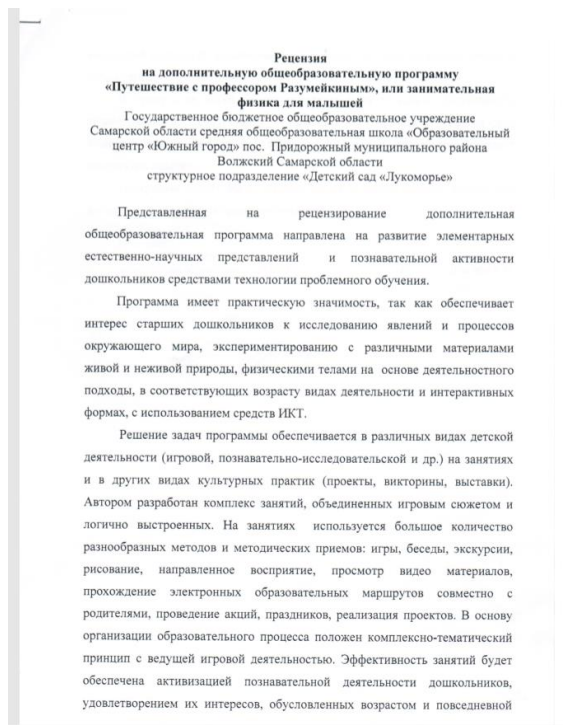 Рецензия
на дополнительную общеобразовательную программу
«Путешествие с профессором Разумейкиным», или занимательная
физика для малышей
Государственное бюджетное общеобразовательное учреждение
Самарской области средняя общеобразовательная школа «Образовательный
центр «Южный город» пос. Придорожный муниципального района
Волжский Самарской области
структурное подразделение «Детский сад «Лукоморье»
Представленная на рецензирование дополнительная
общеобразовательная программа направлена на развитие элементарных
естественно-научных представлений и познавательной активности
дошкольников средствами технологии проблемного обучения.
Программа имеет практическую значимость, так как обеспечивает
интерес старших дошкольников к исследованию явлений и процессов
окружающего мира, экспериментированию с различными материалами
живой и неживой природы, физическими телами на основе деятельностного
подходы, в соответствующих возрасту видах деятельности и интерактивных
формах, с использованием средств ИКТ.
Решение задач программы обеспечивается в различных видах детской
деятельности (игровой, познавательно-исследовательской и др.) на занятиях
и в других видах культурных практик (проекты, викторины, выставки).
Автором разработан комплекс занятий, объединенных игровым сюжетом и
логично выстроенных. На занятиях используется большое количество
разнообразных методов и методических приемов: игры, беседы, экскурсии,
рисование, направленное восприятие, просмотр видео материалов,
прохождение электронных образовательных маршрутов совместно с
родителями, проведение акций, праздников, реализация проектов. В основу
организации образовательного процесса положен комплексно-тематический
принцип с ведущей игровой деятельностью. Эффективность занятий будет
обеспечена активизацией познавательной деятельности дошкольников,
удовлетворением их интересов, обусловленных возрастом и повседневной